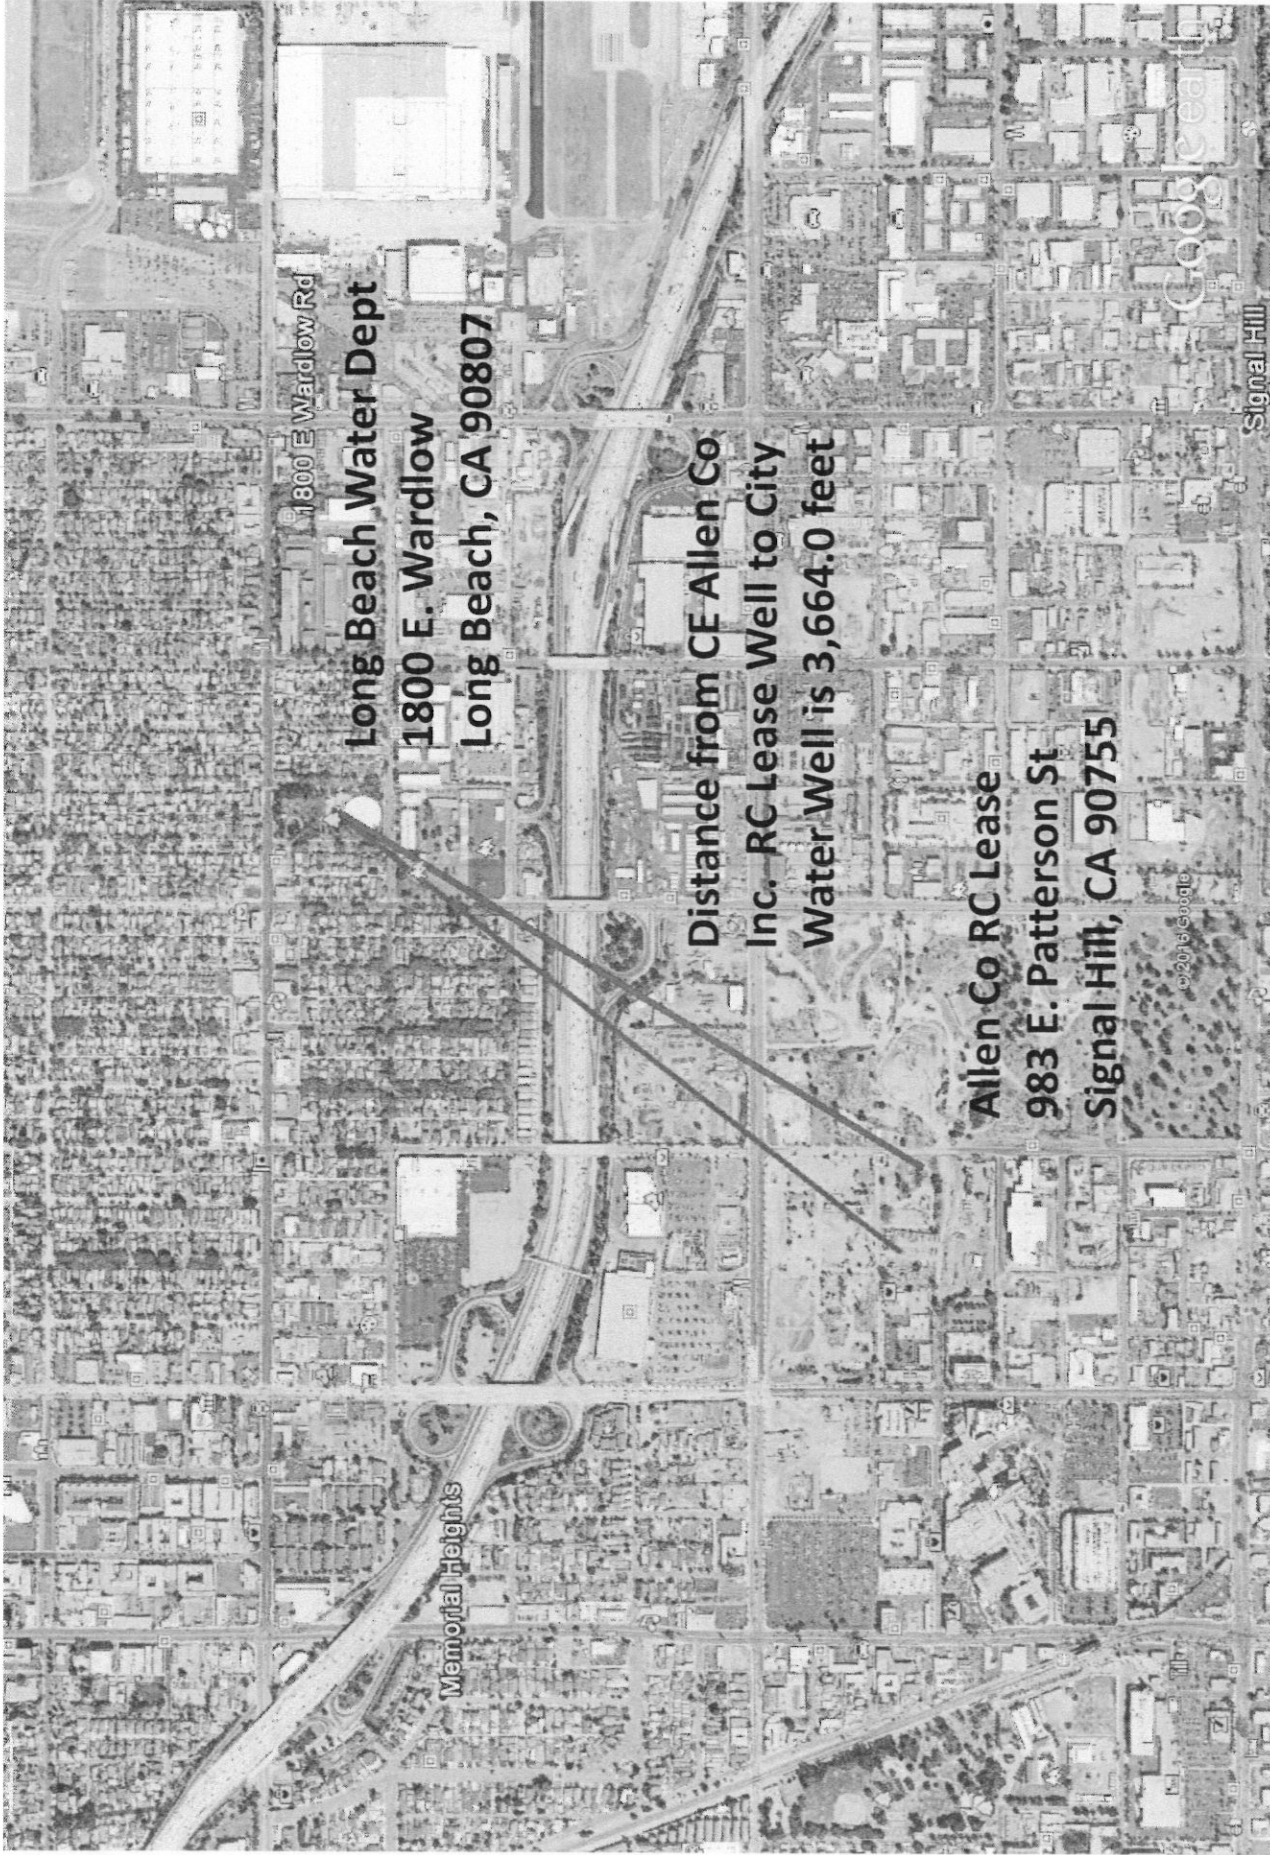 1800 E Wardlow Rd
Long Beach Water Dept
1800 E. Wardlow
Long Beach, CA 90807
Memorial Heights
Distance from CE Allen Co
Inc. RC Lease Well to City
Water Well is 3,664.0 feet
Allen Co RC Lease
983 E. Patterson St
Signal Hill, CA 90755
© 2016 Google
Google earth
Signal Hill